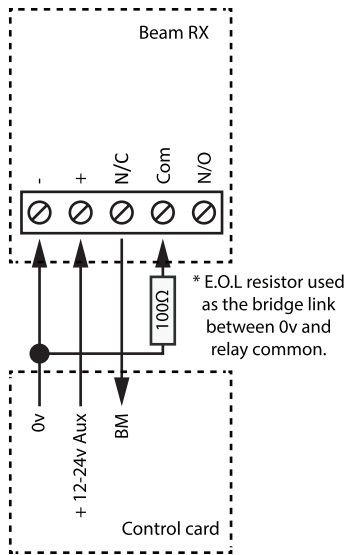 Beam RX
-
+
N/C
Com
N/O
100Ω
* E.O.L resistor used
as the bridge link
between 0v and
relay common.
0v
+ 12-24v Aux
BM
Control card